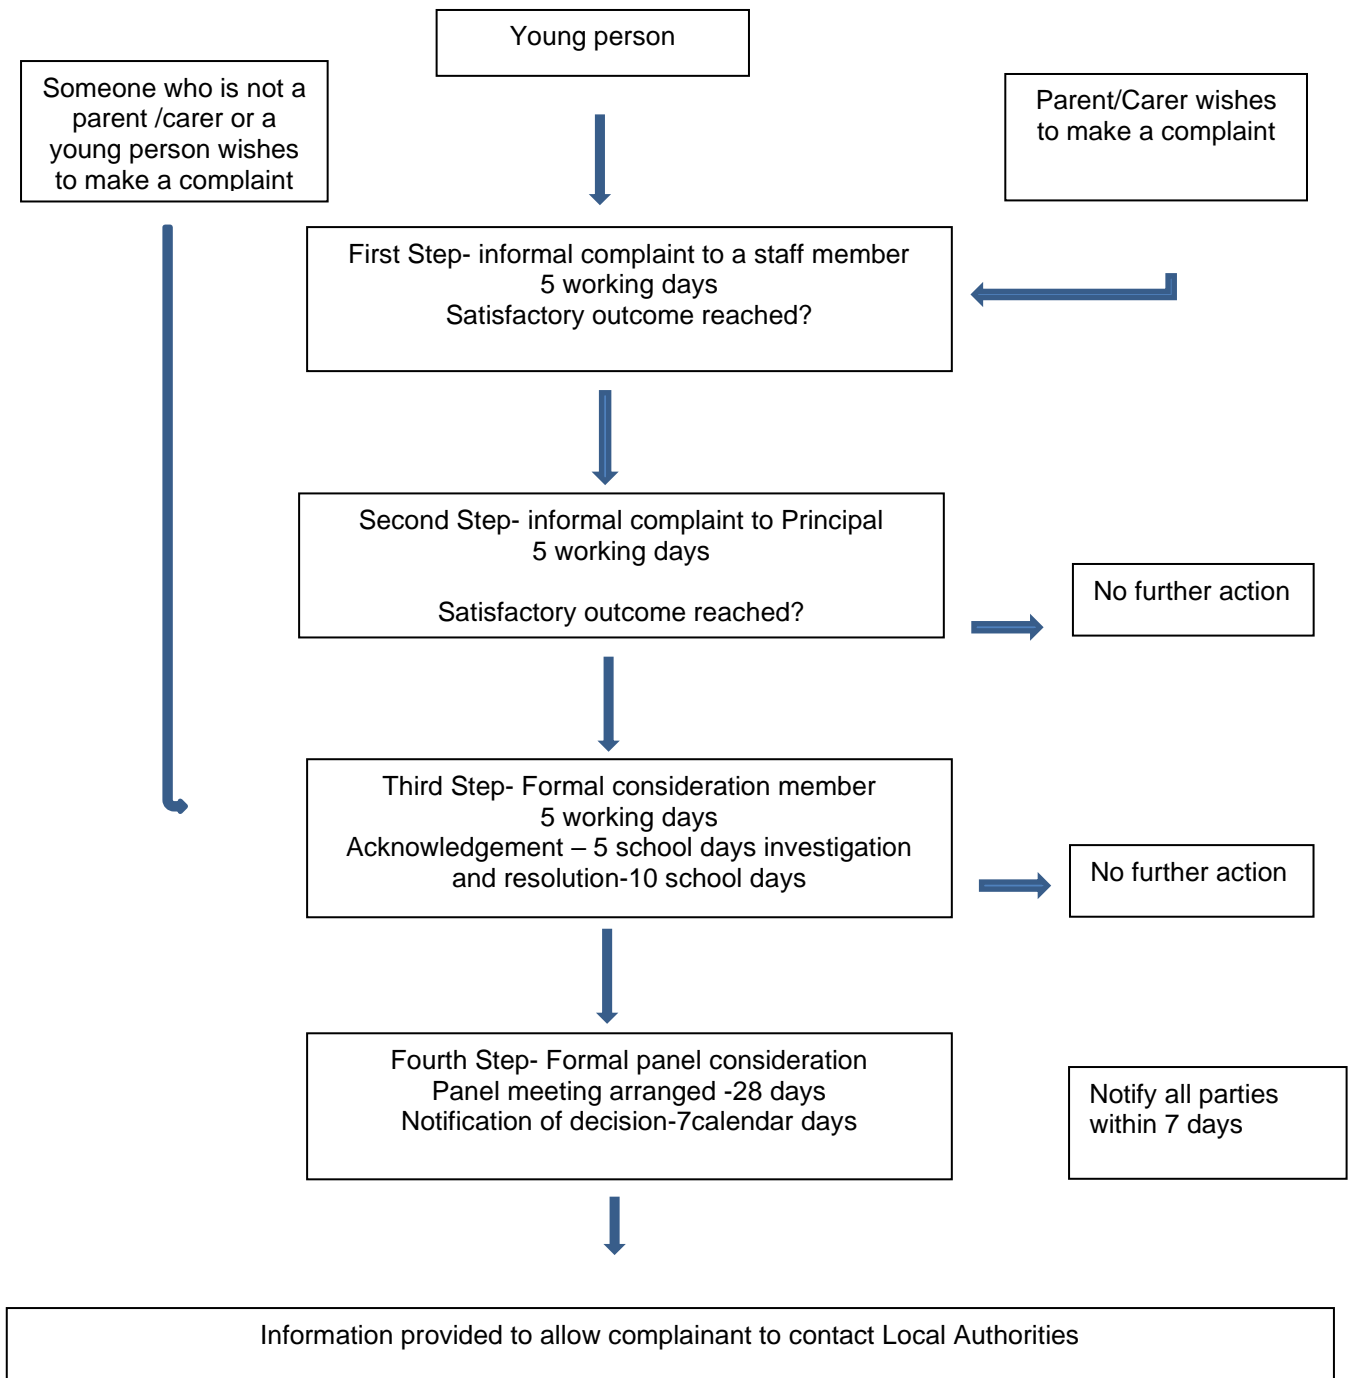 Young person
Someone who is not a
parent /carer or a
young person wishes
to make a complaint
Parent/Carer wishes
to make a complaint
First Step- informal complaint to a staff member
5 working days
Satisfactory outcome reached?
Second Step- informal complaint to Principal
5 working days
Satisfactory outcome reached?
No further action
Third Step- Formal consideration member
5 working days
Acknowledgement – 5 school days investigation
and resolution-10 school days
No further action
Fourth Step- Formal panel consideration
Panel meeting arranged -28 days
Notification of decision-7calendar days
Notify all parties
within 7 days
Information provided to allow complainant to contact Local Authorities